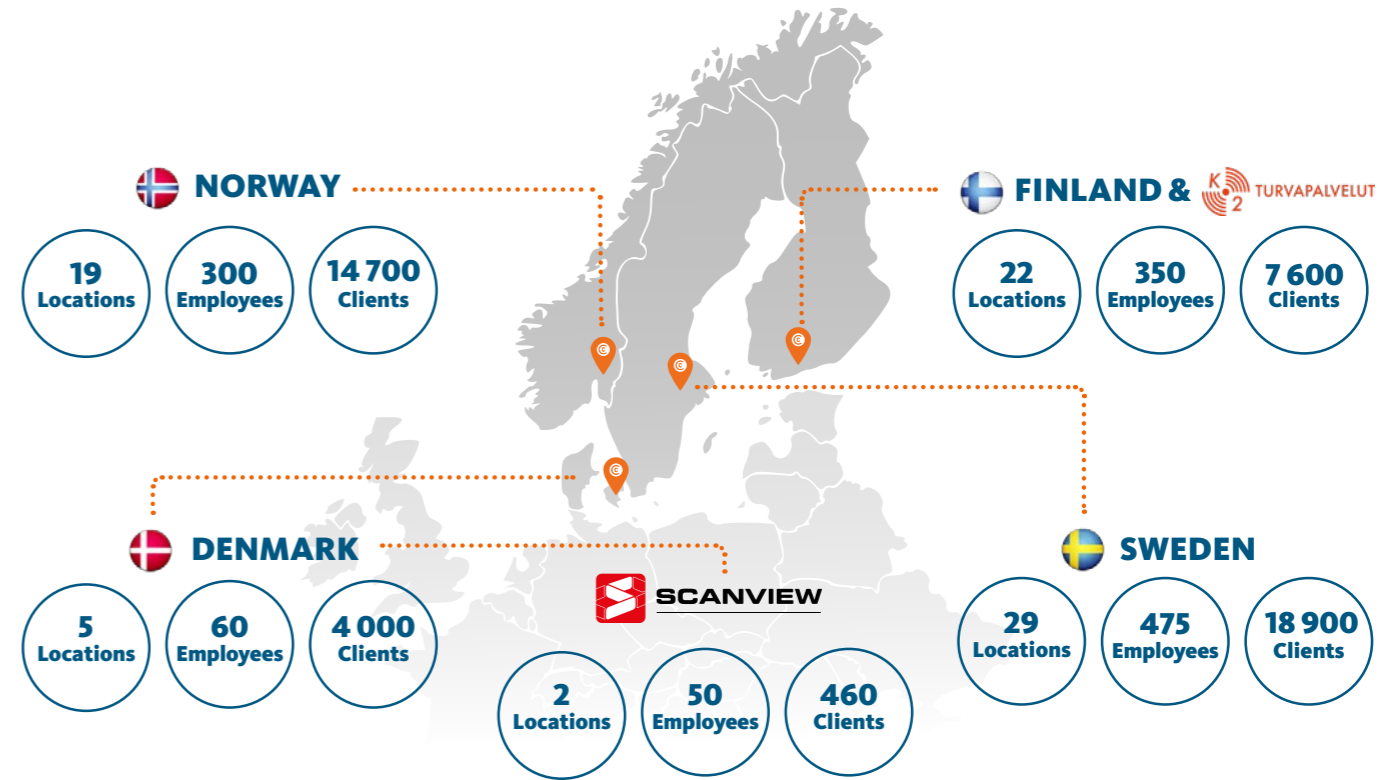 NORWAY
19
Locations
300
Employees
14 700
Clients
FINLAND & K2 TURVAPALVELUT
22
Locations
350
Employees
7 600
Clients
DENMARK
5
Locations
60
Employees
4 000
Clients
SCANVIEW
2
Locations
50
Employees
460
Clients
SWEDEN
29
Locations
475
Employees
18 900
Clients